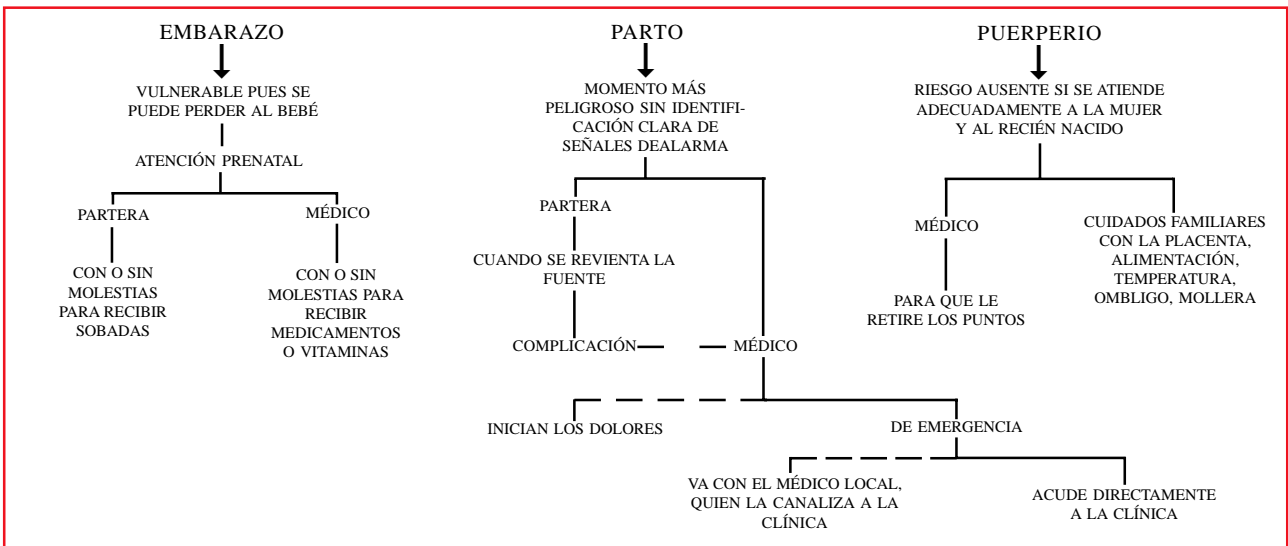 EMBARAZO
VULNERABLE PUES SE
PUEDE PERDER AL BEBÉ
ATENCIÓN PRENATAL
PARTERA
CON O SIN
MOLESTIAS
PARA RECIBIR
SOBADAS
MÉDICO
CON O SIN
MOLESTIAS PARA
RECIBIR
MEDICAMENTOS
O VITAMINAS
PARTO
MOMENTO MÁS
PELIGROSO SIN IDENTIFI-
CACIÓN CLARA DE
SEÑALES DEALARMA
PARTERA
CUANDO SE REVIENTA LA
FUENTE
COMPLICACIÓN
MÉDICO
INICIAN LOS DOLORES
DE EMERGENCIA
VA CON EL MÉDICO LOCAL,
QUIEN LA CANALIZA A LA
CLÍNICA
ACUDE DIRECTAMENTE
A LA CLÍNICA
PUERPERIO
RIESGO AUSENTE SI SE ATIENDE
ADECUADAMENTE A LA MUJER
Y AL RECIÉN NACIDO
MÉDICO
PARA QUE LE
RETIRE LOS PUNTOS
CUIDADOS FAMILIARES
CON LA PLACENTA,
ALIMENTACIÓN,
TEMPERATURA,
OMBLIGO, MOLLERA